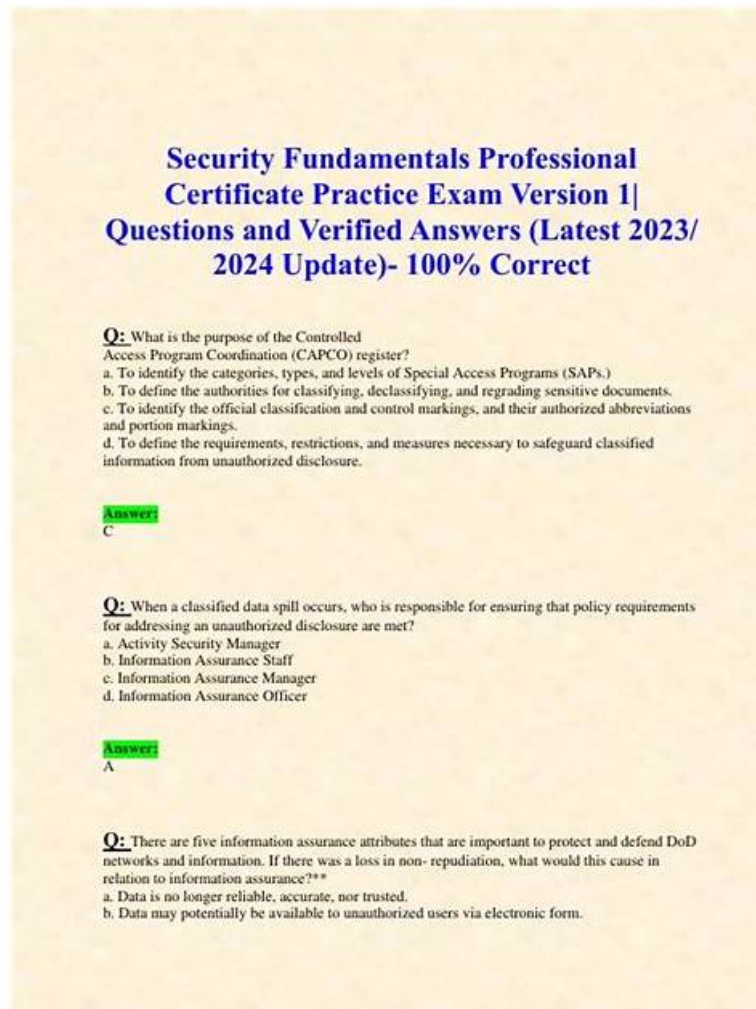 Security Fundamentals Professional
Certificate Practice Exam Version 1|
Questions and Verified Answers (Latest 2023/
2024 Update)- 100% Correct
Q: What is the purpose of the Controlled
Access Program Coordination (CAPCO) register?
a. To identify the categories, types, and levels of Special Access Programs (SAPs.)
b. To define the authorities for classifying, declassifying, and regrading sensitive documents.
c. To identify the official classification and control markings, and their authorized abbreviations
and portion markings.
d. To define the requirements, restrictions, and measures necessary to safeguard classified
information from unauthorized disclosure.
Answer:
C
Q: When a classified data spill occurs, who is responsible for ensuring that policy requirements
for addressing an unauthorized disclosure are met?
a. Activity Security Manager
b. Information Assurance Staff
c. Information Assurance Manager
d. Information Assurance Officer
Answer:
A
Q: There are five information assurance attributes that are important to protect and defend DoD
networks and information. If there was a loss in non- repudiation, what would this cause in
relation to information assurance?**
a. Data is no longer reliable, accurate, nor trusted.
b. Data may potentially be available to unauthorized users via electronic form.